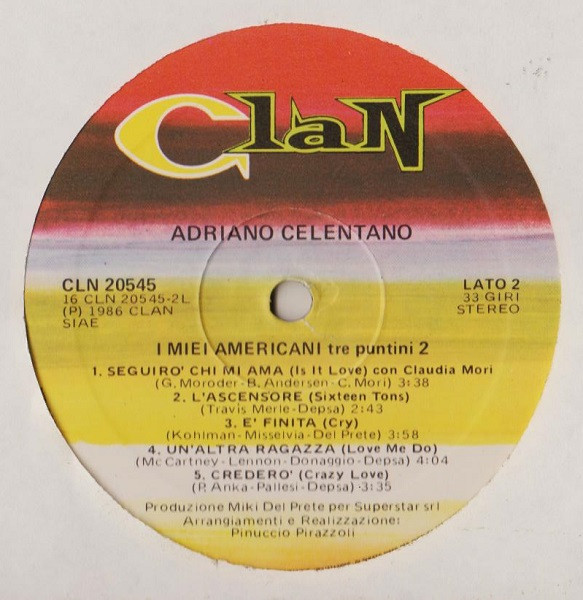 Clan
ADRIANO CELENTANO
CLN 20545
16 CLN 20545-2L
(P) 1986 CLAN
SIAE
LATO 2
33 GIRI
STEREO
I MIEI AMERICANI tre puntini 2
1. SEGUIRO' CHI MI AMA (Is It Love) con Claudia Mori
(G. Moroder-B. Andersen-C. Mori) 3:38
2. L'ASCENSORE (Sixteen Tons)
(Travis Merle-Depsa) 2:43
3. E' FINITA (Cry)
(Kohlman-Misselvia-Del Prete) 3:58
4. UN'ALTRA RAGAZZA (Love Me Do)
(Mc Cartney-Lennon-Donaggio-Depsa) 4:04
5. CREDERO' (Crazy Love)
(P. Anka-Pallesi-Depsa)-3:35
Produzione Miki Del Prete per Superstar srl
Arrangiamenti e Realizzazione:
Pinuccio Pirazzoli